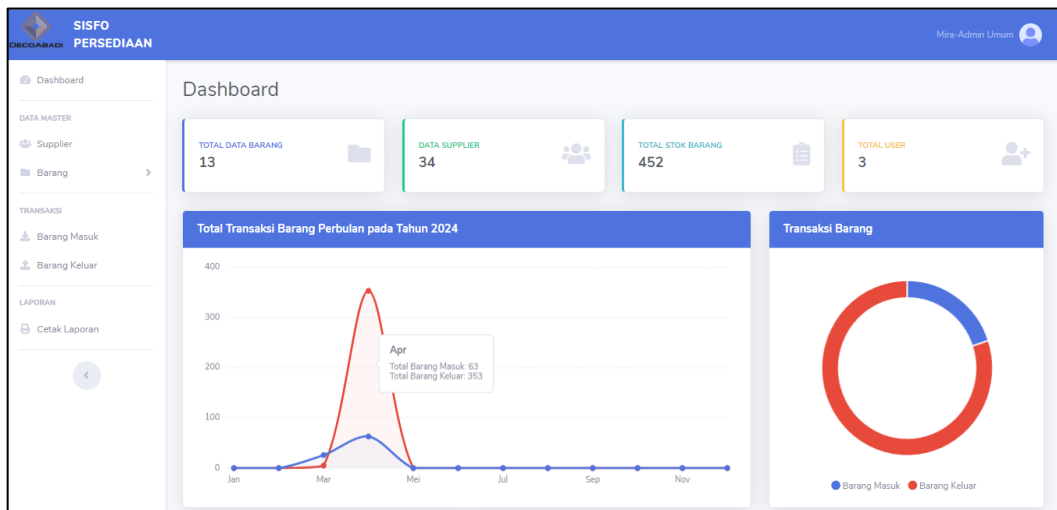 DECOABADI
SISFO
PERSEDIAAN
Mira-Admin Umum
Dashboard
DATA MASTER
Supplier
Barang
TRANSAKSI
Barang Masuk
Barang Keluar
LAPORAN
Cetak Laporan
Dashboard
TOTAL DATA BARANG
13
DATA SUPPLIER
34
TOTAL STOK BARANG
452
TOTAL USER
3
Total Transaksi Barang Perbulan pada Tahun 2024
400
300
200
100
0
Jan Mar Mei Jul Sep Nov
Apr
Total Barang Masuk: 63
Total Barang Keluar: 353
Transaksi Barang
Barang Masuk Barang Keluar